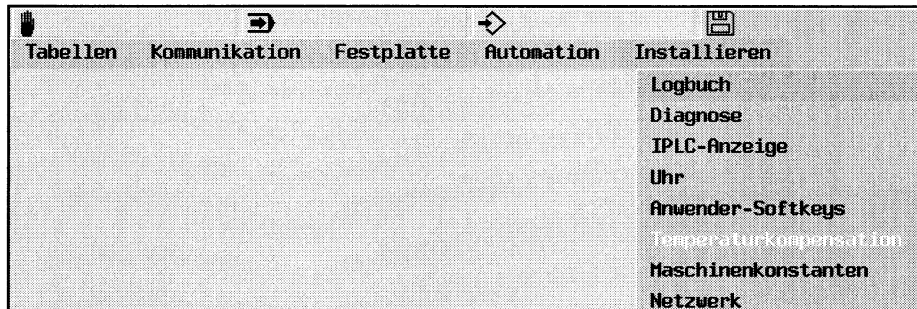 Tabellen Kommunikation Festplatte Automation Installieren
Logbuch
Diagnose
IPLC-Anzeige
Uhr
Anwender-Softkeys
Temperaturkompensation
Maschinenkonstanten
Netzwerk